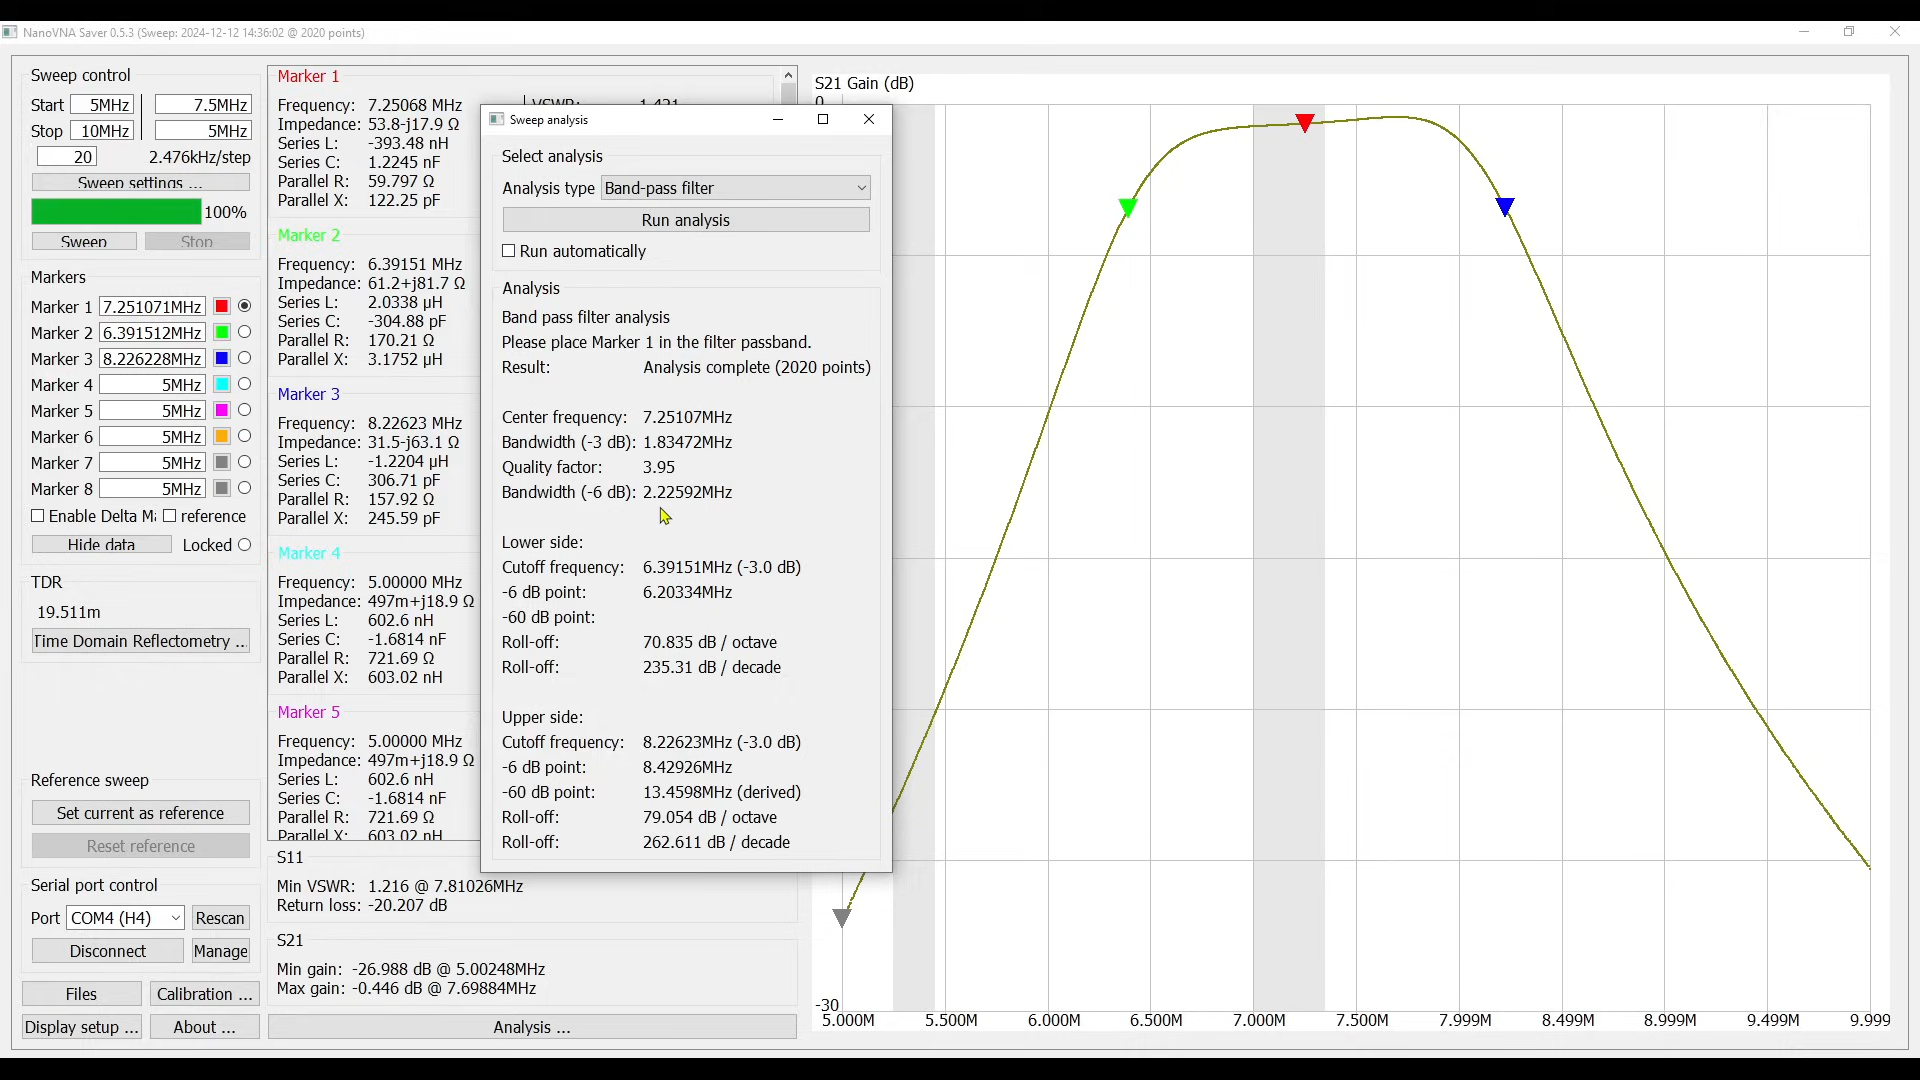 NanoVNA Saver 0.5.3 (Sweep: 2024-12-12 14:36:02 @ 2020 points)
Sweep control
Start 5MHz 7.5MHz
Stop 10MHz 5MHz
20 2.476kHz/step
Sweep settings ...
100%
Sweep Stop
Markers
Marker 1 7.251071MHz
Marker 2 6.391512MHz
Marker 3 8.226228MHz
Marker 4 5MHz
Marker 5 5MHz
Marker 6 5MHz
Marker 7 5MHz
Marker 8 5MHz
Enable Delta M reference
Hide data Locked
TDR
19.511m
Time Domain Reflectometry ...
Reference sweep
Set current as reference
Reset reference
Serial port control
Port COM4 (H4) Rescan
Disconnect Manage
Files Calibration ...
Display setup ... About ...
Marker 1
Frequency: 7.25068 MHz VSWR: 1.421
Impedance: 53.8-j17.9 Ω
Series L: -393.48 nH
Series C: 1.2245 nF
Parallel R: 59.797 Ω
Parallel X: 122.25 pF
Marker 2
Frequency: 6.39151 MHz
Impedance: 61.2+j81.7 Ω
Series L: 2.0338 µH
Series C: -304.88 pF
Parallel R: 170.21 Ω
Parallel X: 3.1752 µH
Marker 3
Frequency: 8.22623 MHz
Impedance: 31.5-j63.1 Ω
Series L: -1.2204 µH
Series C: 306.71 pF
Parallel R: 157.92 Ω
Parallel X: 245.59 pF
Marker 4
Frequency: 5.00000 MHz
Impedance: 497m+j18.9 Ω
Series L: 602.6 nH
Series C: -1.6814 nF
Parallel R: 721.69 Ω
Parallel X: 603.02 nH
Marker 5
Frequency: 5.00000 MHz
Impedance: 497m+j18.9 Ω
Series L: 602.6 nH
Series C: -1.6814 nF
Parallel R: 721.69 Ω
Parallel X: 603.02 nH
S11
Min VSWR: 1.216 @ 7.81026MHz
Return loss: -20.207 dB
S21
Min gain: -26.988 dB @ 5.00248MHz
Max gain: -0.446 dB @ 7.69884MHz
Analysis ...
Sweep analysis
Select analysis
Analysis type Band-pass filter
Run analysis
Run automatically
Analysis
Band pass filter analysis
Please place Marker 1 in the filter passband.
Result: Analysis complete (2020 points)
Center frequency: 7.25107MHz
Bandwidth (-3 dB): 1.83472MHz
Quality factor: 3.95
Bandwidth (-6 dB): 2.22592MHz
Lower side:
Cutoff frequency: 6.39151MHz (-3.0 dB)
-6 dB point: 6.20334MHz
-60 dB point:
Roll-off: 70.835 dB / octave
Roll-off: 235.31 dB / decade
Upper side:
Cutoff frequency: 8.22623MHz (-3.0 dB)
-6 dB point: 8.42926MHz
-60 dB point: 13.4598MHz (derived)
Roll-off: 79.054 dB / octave
Roll-off: 262.611 dB / decade
S21 Gain (dB)
0
-30
5.000M 5.500M 6.000M 6.500M 7.000M 7.500M 7.999M 8.499M 8.999M 9.499M 9.999